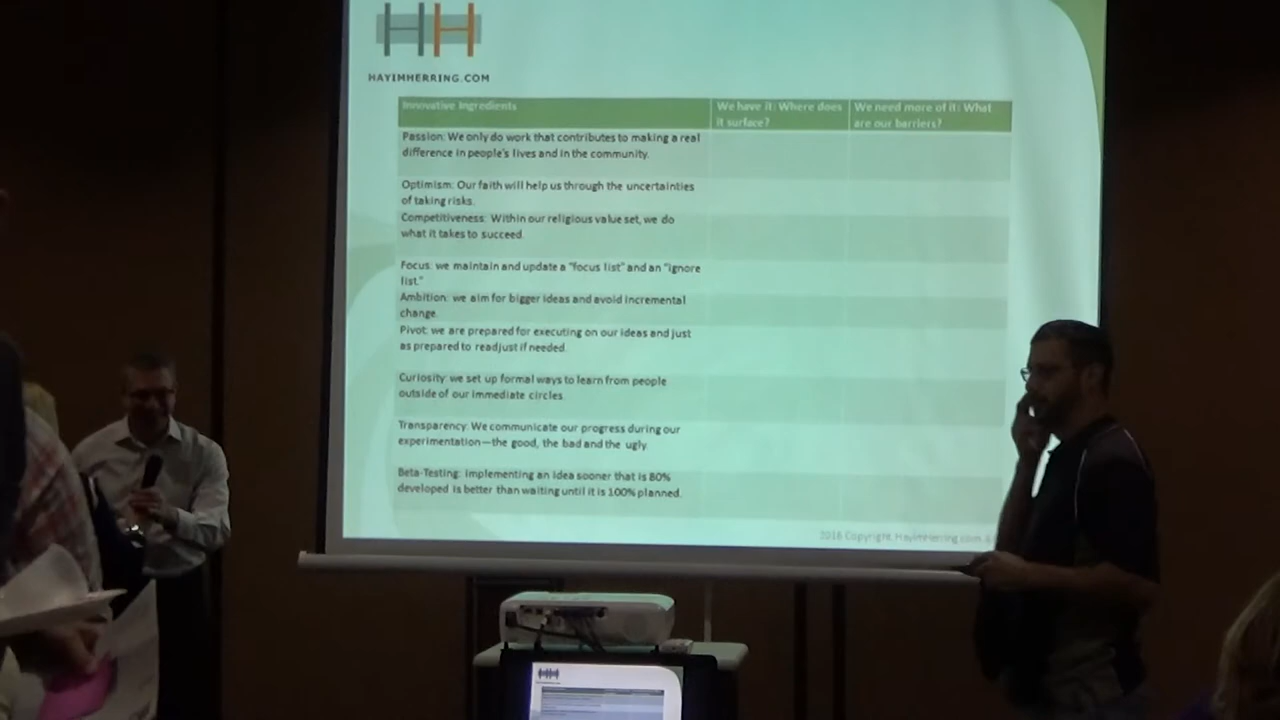 HH
HAYIMHERRING.COM
Innovative Ingredients
We have it: Where does
it surface?
We need more of it: What
are our barriers?
Passion: We only do work that contributes to making a real
difference in people's lives and in the community.
Optimism: Our faith will help us through the uncertainties
of taking risks.
Competitiveness: Within our religious value set, we do
what it takes to succeed.
Focus: we maintain and update a "focus list" and an "ignore
list."
Ambition: we aim for bigger ideas and avoid incremental
change.
Pivot: we are prepared for executing on our ideas and just
as prepared to readjust if needed.
Curiosity: we set up formal ways to learn from people
outside of our immediate circles.
Transparency: We communicate our progress during our
experimentation—the good, the bad and the ugly.
Beta-Testing: Implementing an idea sooner that is 80%
developed is better than waiting until it is 100% planned.
2016 Copyright HayimHerring.com